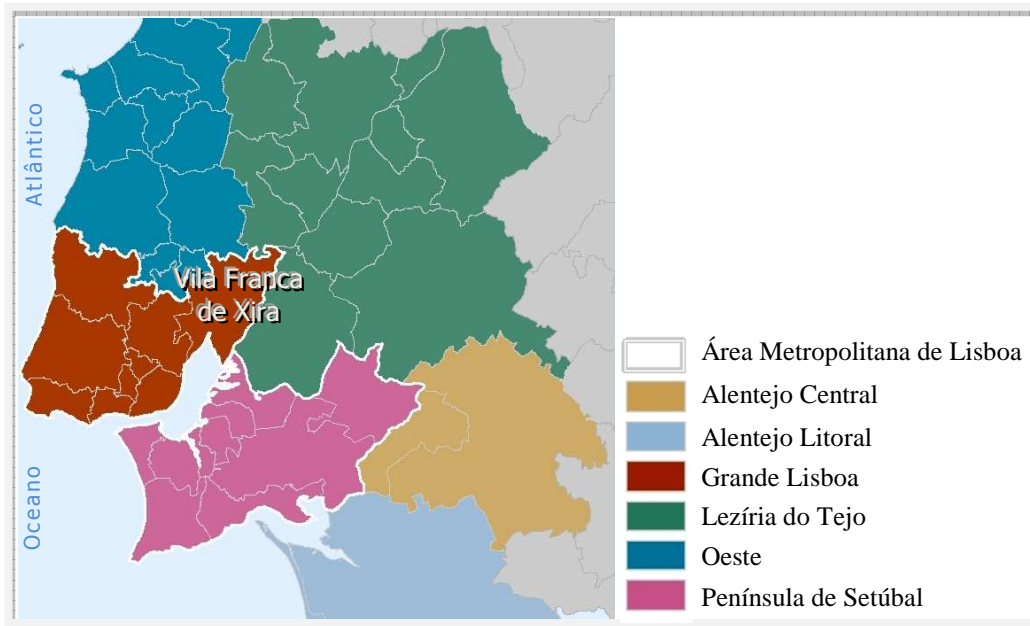 Atlântico
Oceano
Vila Franca
de Xira
Área Metropolitana de Lisboa
Alentejo Central
Alentejo Litoral
Grande Lisboa
Lezíria do Tejo
Oeste
Península de Setúbal